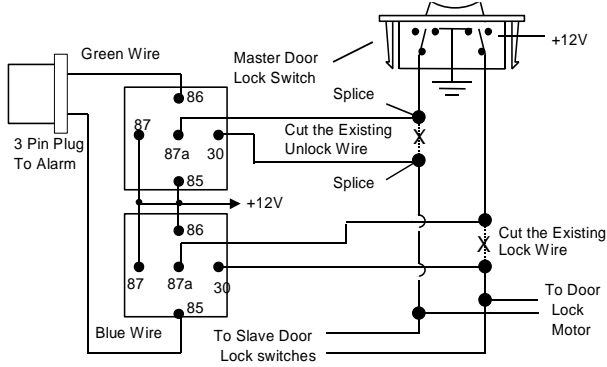 Green Wire
Master Door
Lock Switch
+12V
Splice
86
87
87a
30
Cut the Existing
Unlock Wire
X
3 Pin Plug
To Alarm
85
Splice
+12V
86
Cut the Existing
Lock Wire
X
87
87a
30
85
To Door
Lock
Motor
Blue Wire
To Slave Door
Lock switches